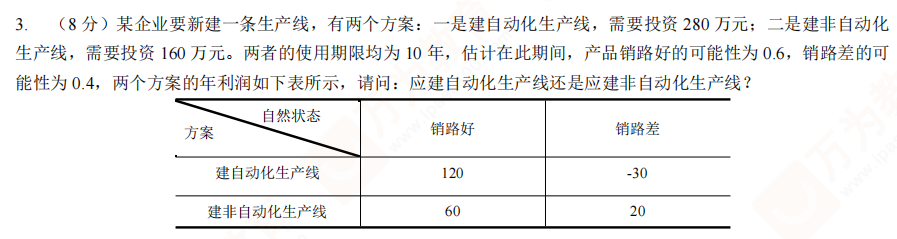 3. （8 分）某企业要新建一条生产线，有两个方案：一是建自动化生产线，需要投资 280 万元；二是建非自动化
生产线，需要投资 160 万元。两者的使用期限均为 10 年，估计在此期间，产品销路好的可能性为 0.6，销路差的可
能性为 0.4，两个方案的年利润如下表所示，请问：应建自动化生产线还是应建非自动化生产线？
自然状态
方案 销路好 销路差
建自动化生产线 120 -30
建非自动化生产线 60 20